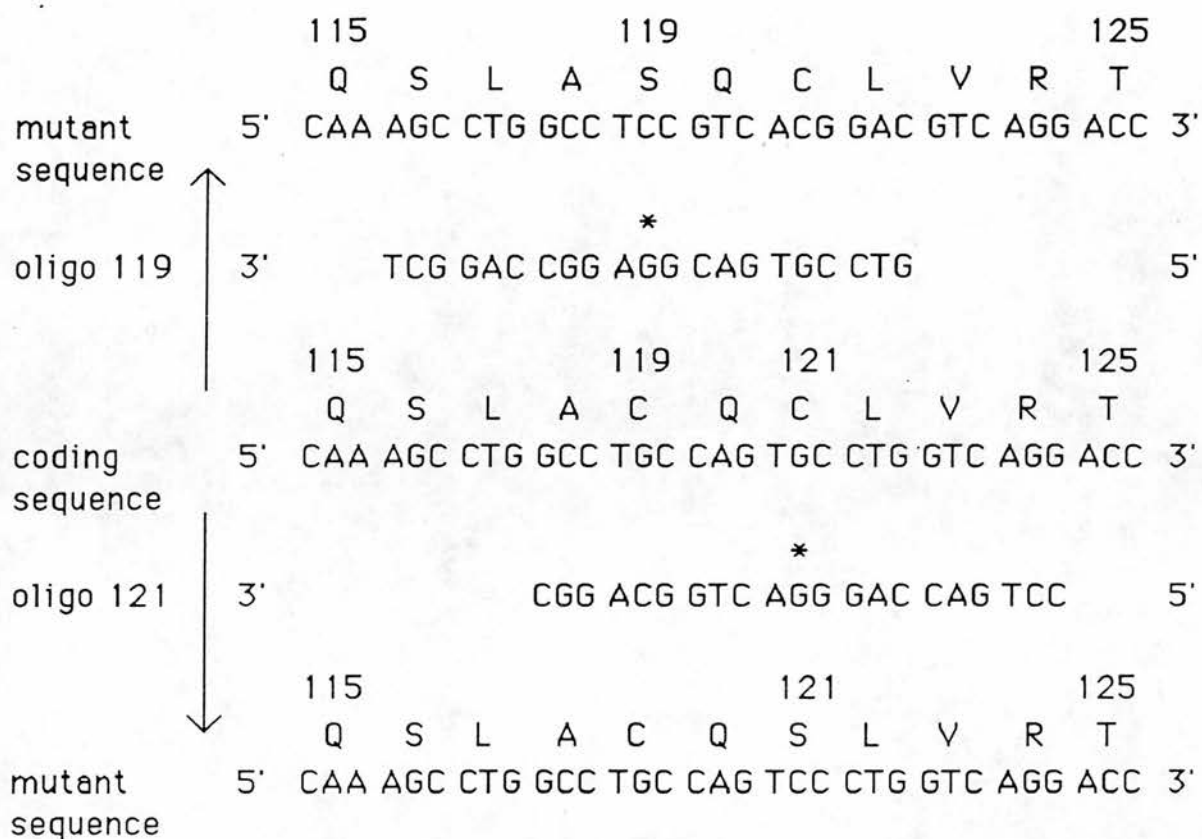 115 119 125
Q S L A S Q C L V R T
mutant 5' CAA AGC CTG GCC TCC GTC ACG GAC GTC AGG ACC 3'
sequence
*
oligo 119 3' TCG GAC CGG AGG CAG TGC CTG 5'
115 119 121 125
Q S L A C Q C L V R T
coding 5' CAA AGC CTG GCC TGC CAG TGC CTG GTC AGG ACC 3'
sequence
*
oligo 121 3' CGG ACG GTC AGG GAC CAG TCC 5'
115 121 125
Q S L A C Q S L V R T
mutant 5' CAA AGC CTG GCC TGC CAG TCC CTG GTC AGG ACC 3'
sequence